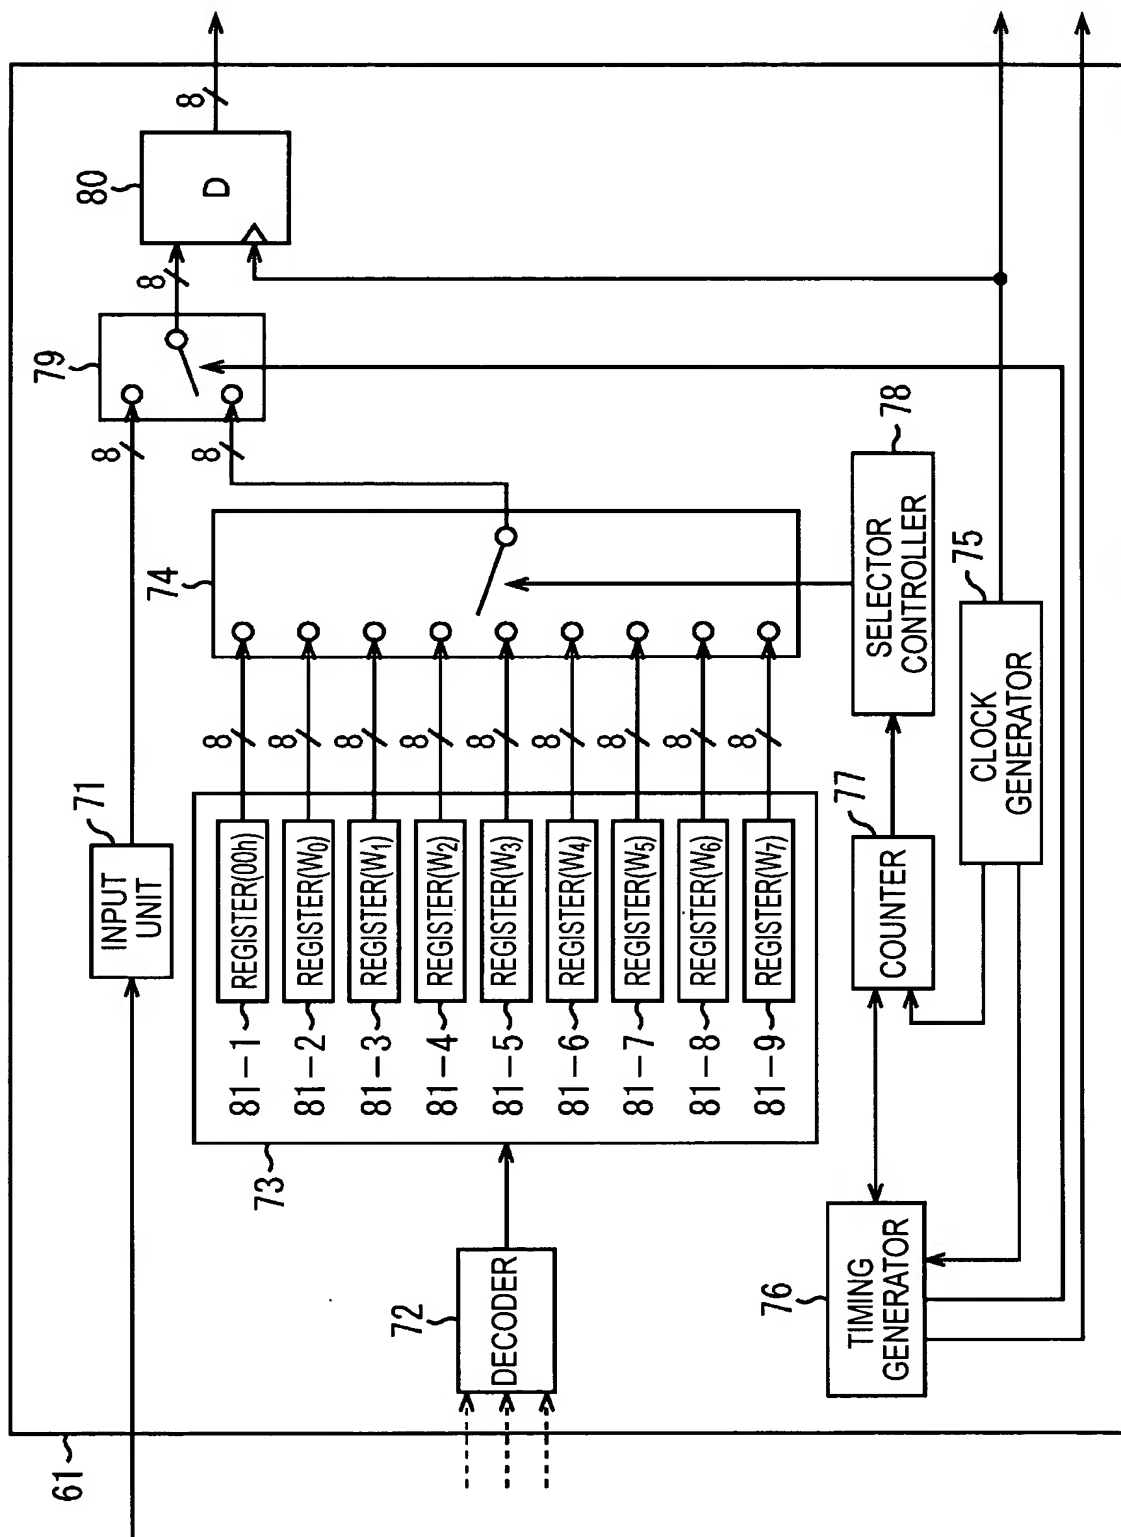 61
71
INPUT
UNIT
8
79
8
8
80
D
8
72
DECODER
73
81-1
REGISTER(00h)
8
81-2
REGISTER(W0)
8
81-3
REGISTER(W1)
8
81-4
REGISTER(W2)
8
81-5
REGISTER(W3)
8
81-6
REGISTER(W4)
8
81-7
REGISTER(W5)
8
81-8
REGISTER(W6)
8
81-9
REGISTER(W7)
8
74
76
TIMING
GENERATOR
77
COUNTER
78
SELECTOR
CONTROLLER
75
CLOCK
GENERATOR